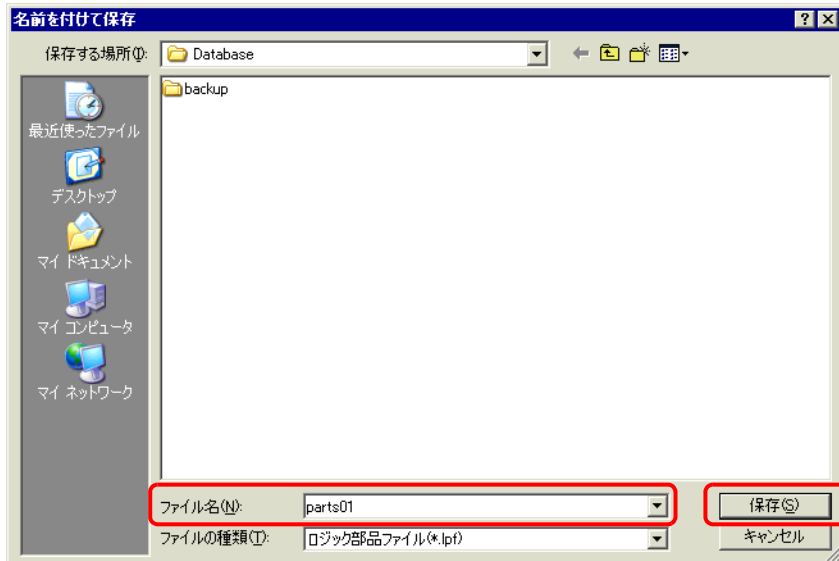 名前を付けて保存
保存する場所(I): Database
backup
最近使ったファイル
デスクトップ
マイ ドキュメント
マイ コンピュータ
マイ ネットワーク
ファイル名(N): parts01 保存(S)
ファイルの種類(T): ロジック部品ファイル(*.lpf) キャンセル